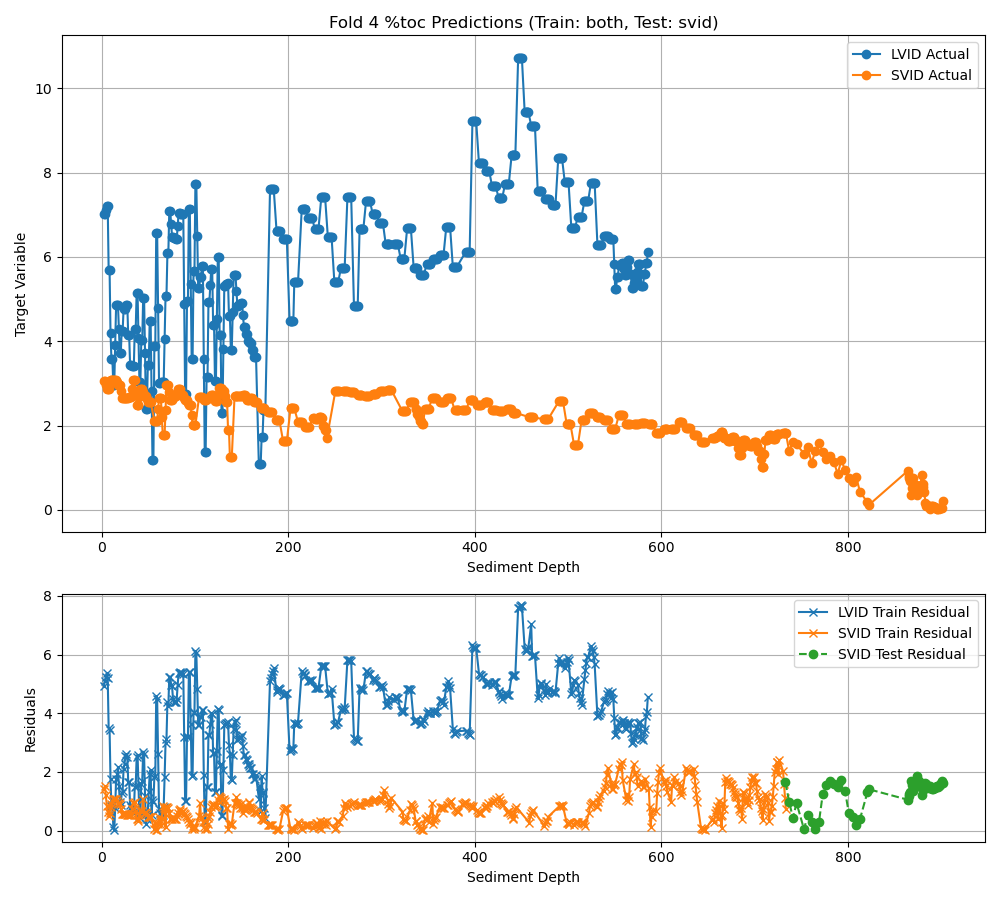 Fold 4 %toc Predictions (Train: both, Test: svid)
LVID Actual
SVID Actual
Target Variable
10
8
6
4
2
0
0 200 400 600 800
Sediment Depth
LVID Train Residual
SVID Train Residual
SVID Test Residual
Residuals
8
6
4
2
0
0 200 400 600 800
Sediment Depth